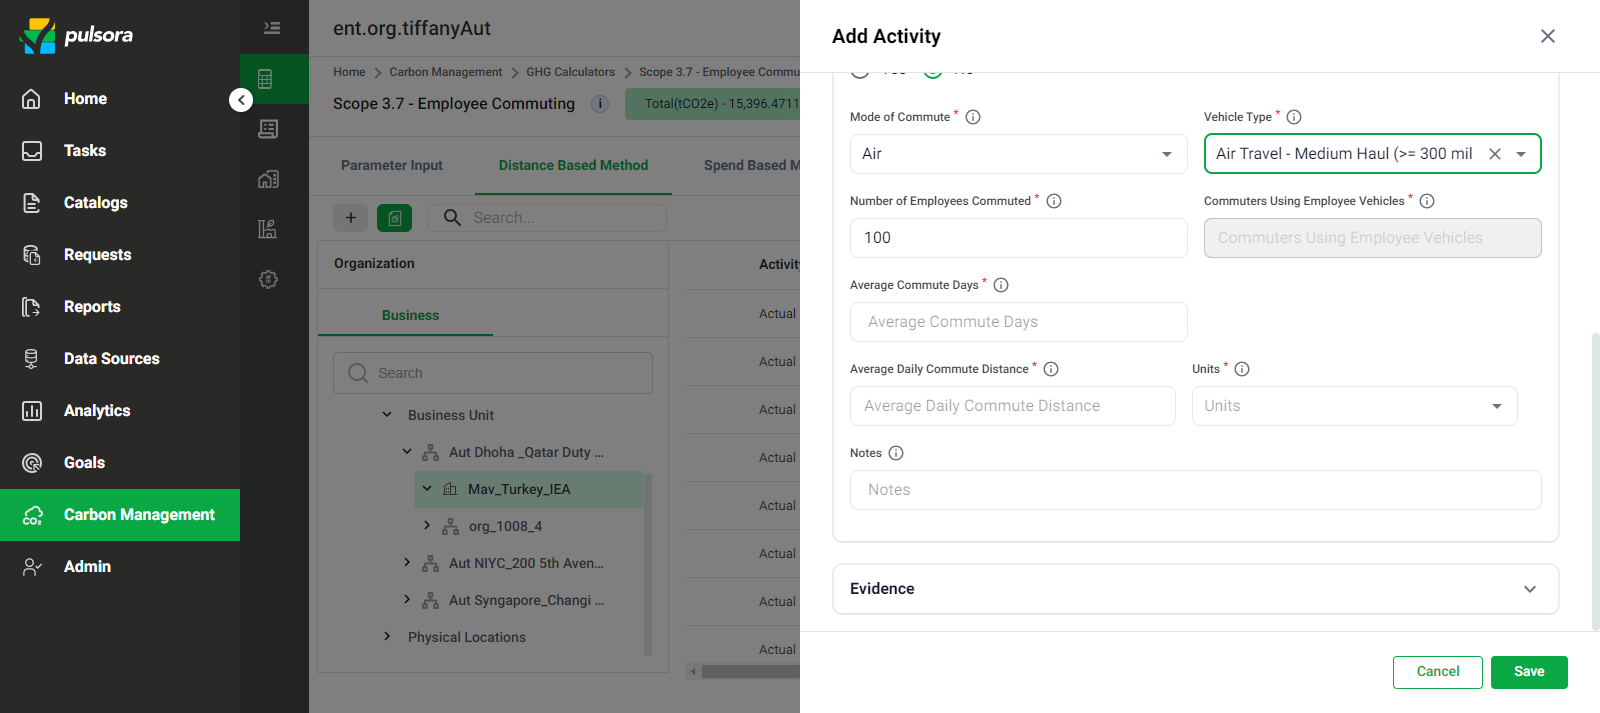 pulsora
Home
Tasks
Catalogs
Requests
Reports
Data Sources
Analytics
Goals
Carbon Management
Admin
ent.org.tiffanyAut
Home > Carbon Management > GHG Calculators > Scope 3.7 - Employee Commu
Scope 3.7 - Employee Commuting
Total(tCO2e) - 15,396.4711
Parameter Input
Distance Based Method
Spend Based M
Search...
Organization
Activity
Business
Search
Business Unit
Aut Dhoha _Qatar Duty ...
Mav_Turkey_IEA
org_1008_4
Aut NIYC_200 5th Aven...
Aut Syngapore_Changi ...
Physical Locations
Actual
Actual
Actual
Actual
Actual
Actual
Actual
Actual
Add Activity
Mode of Commute *
Vehicle Type *
Air
Air Travel - Medium Haul (>= 300 mil
Number of Employees Commuted *
Commuters Using Employee Vehicles *
100
Commuters Using Employee Vehicles
Average Commute Days *
Average Commute Days
Average Daily Commute Distance *
Units *
Average Daily Commute Distance
Units
Notes
Notes
Evidence
Cancel
Save